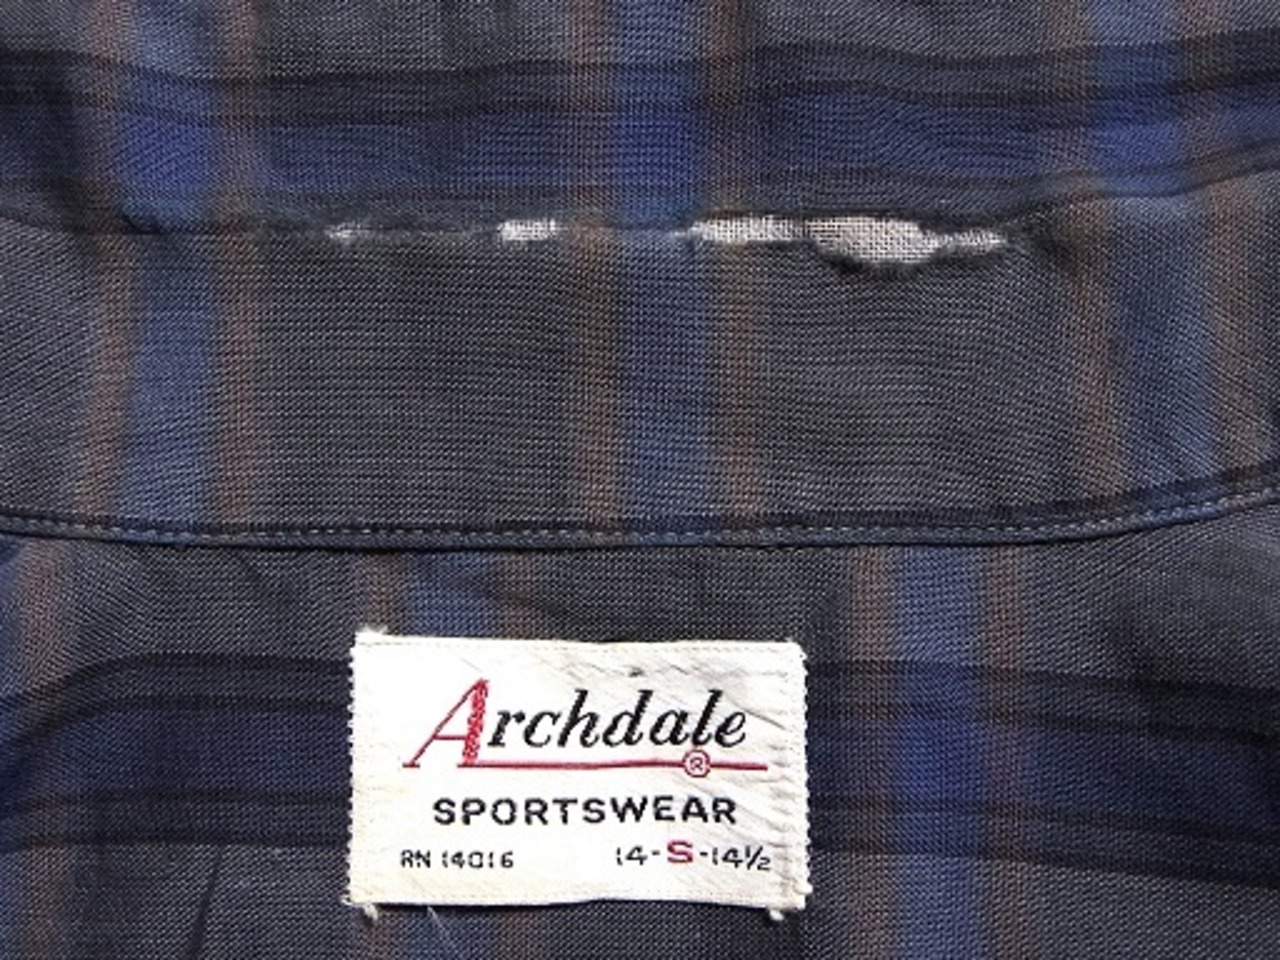 Archdale
®
SPORTSWEAR
RN 14016 14-S-14½